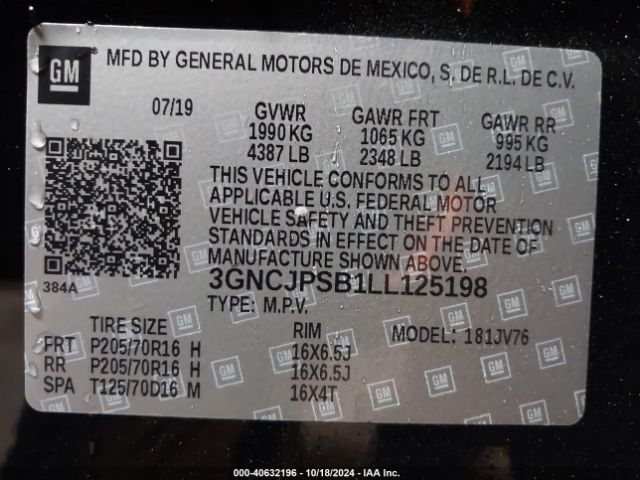 GM MFD BY GENERAL MOTORS DE MEXICO, S, DE R.L. DE C.V.
07/19 GVWR GAWR FRT GAWR RR
1990 KG 1065 KG 995 KG
4387 LB 2348 LB 2194 LB
THIS VEHICLE CONFORMS TO ALL
APPLICABLE U.S. FEDERAL MOTOR
VEHICLE SAFETY AND THEFT PREVENTION
STANDARDS IN EFFECT ON THE DATE OF
MANUFACTURE SHOWN ABOVE.
384A
3GNCJPSB1LL125198
TYPE: M.P.V.
TIRE SIZE RIM MODEL: 181JV76
FRT P205/70R16 H 16X6.5J
RR P205/70R16 H 16X6.5J
SPA T125/70D16 M 16X4T
000-40632196 - 10/18/2024 - IAA Inc.